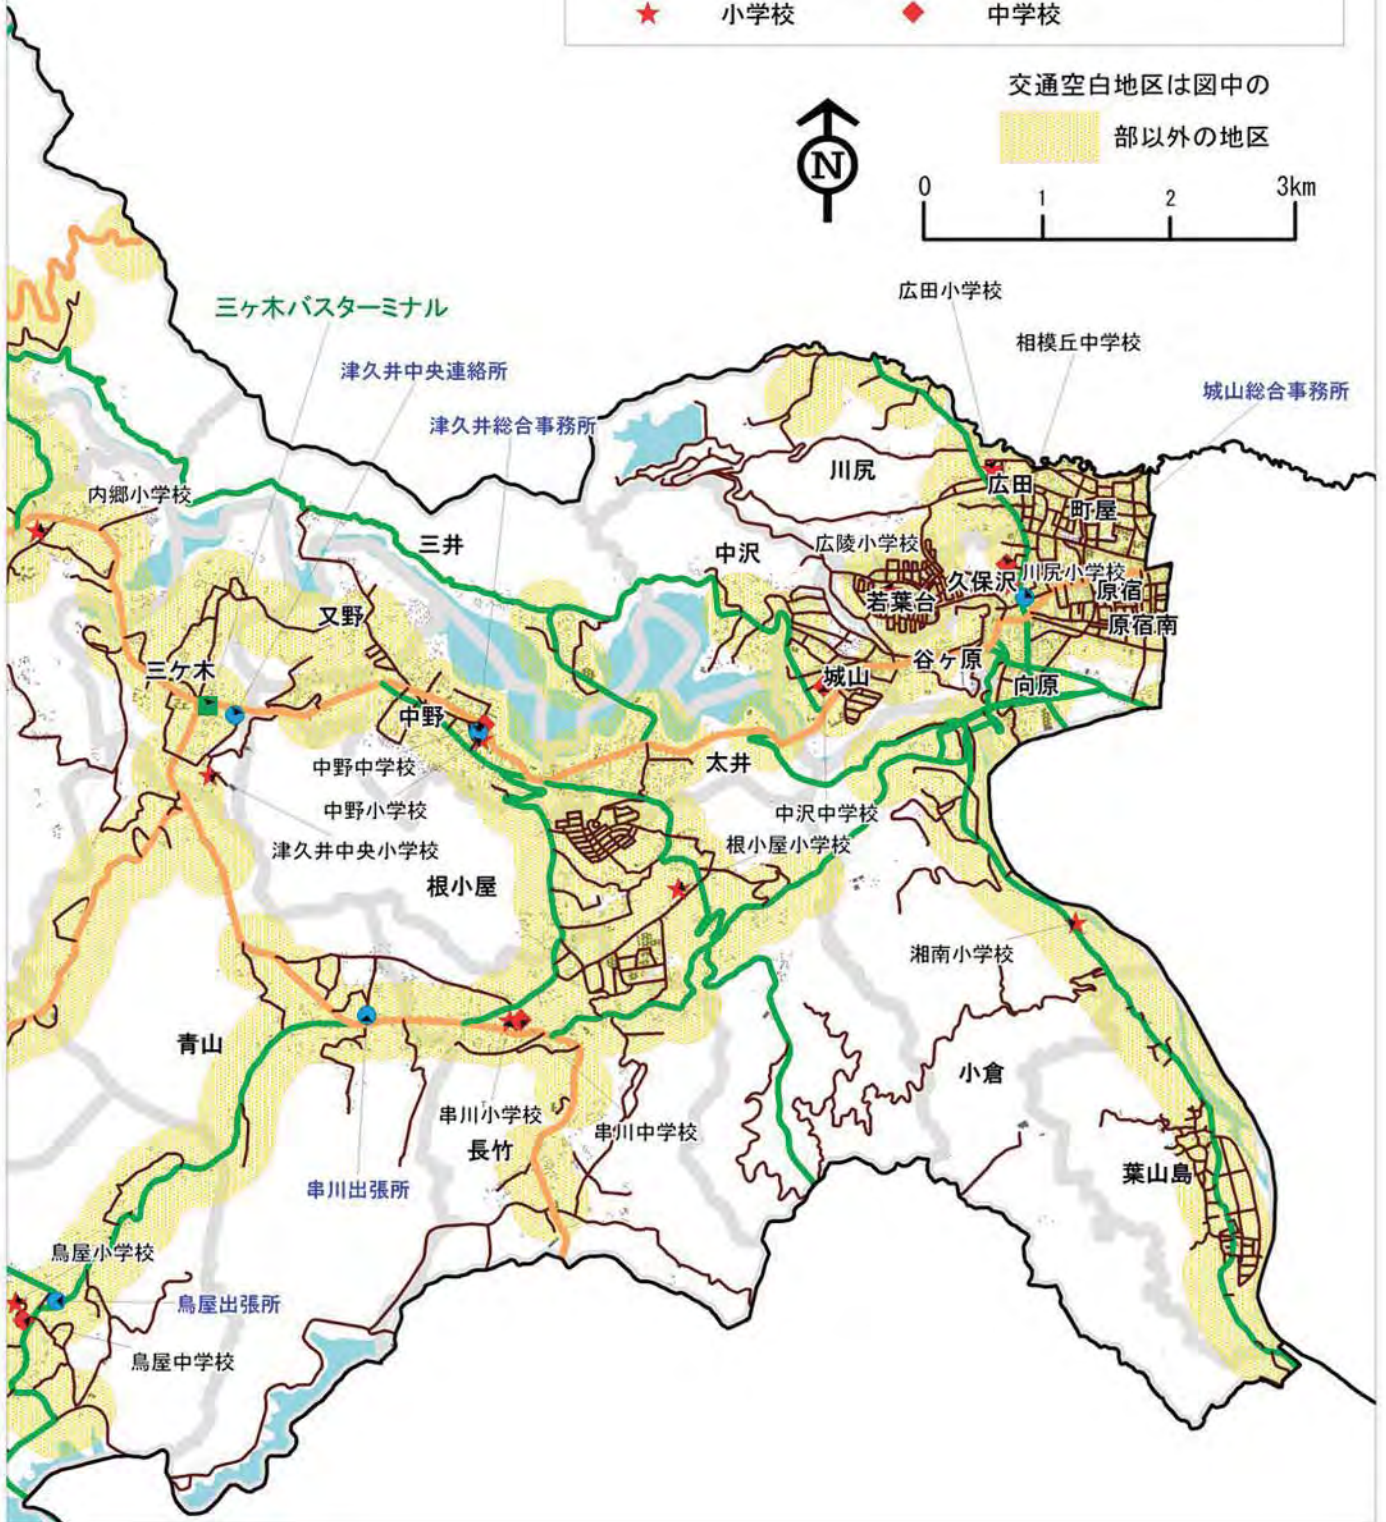 小学校 中学校
交通空白地区は図中の
部以外の地区
N
0 1 2 3km
広田小学校
三ヶ木バスターミナル
相模丘中学校
津久井中央連絡所
城山総合事務所
津久井総合事務所
川尻
広田
内郷小学校
町屋
三井
中沢
広陵小学校
川尻小学校
久保沢
原宿
若葉台
又野
原宿南
谷ヶ原
三ケ木
城山
向原
中野
太井
中野中学校
中野小学校
中沢中学校
根小屋小学校
津久井中央小学校
根小屋
湘南小学校
青山
小倉
串川小学校
串川中学校
長竹
葉山島
串川出張所
鳥屋小学校
鳥屋出張所
鳥屋中学校